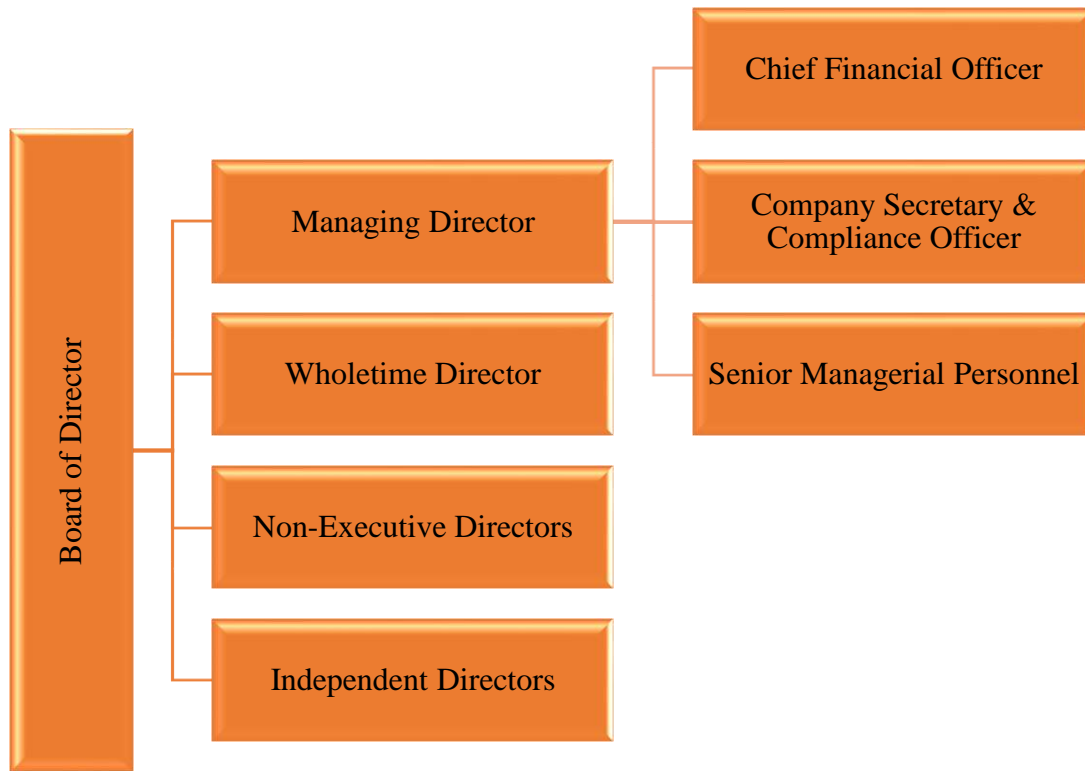 Board of Director
Managing Director
Wholetime Director
Non-Executive Directors
Independent Directors
Chief Financial Officer
Company Secretary &
Compliance Officer
Senior Managerial Personnel